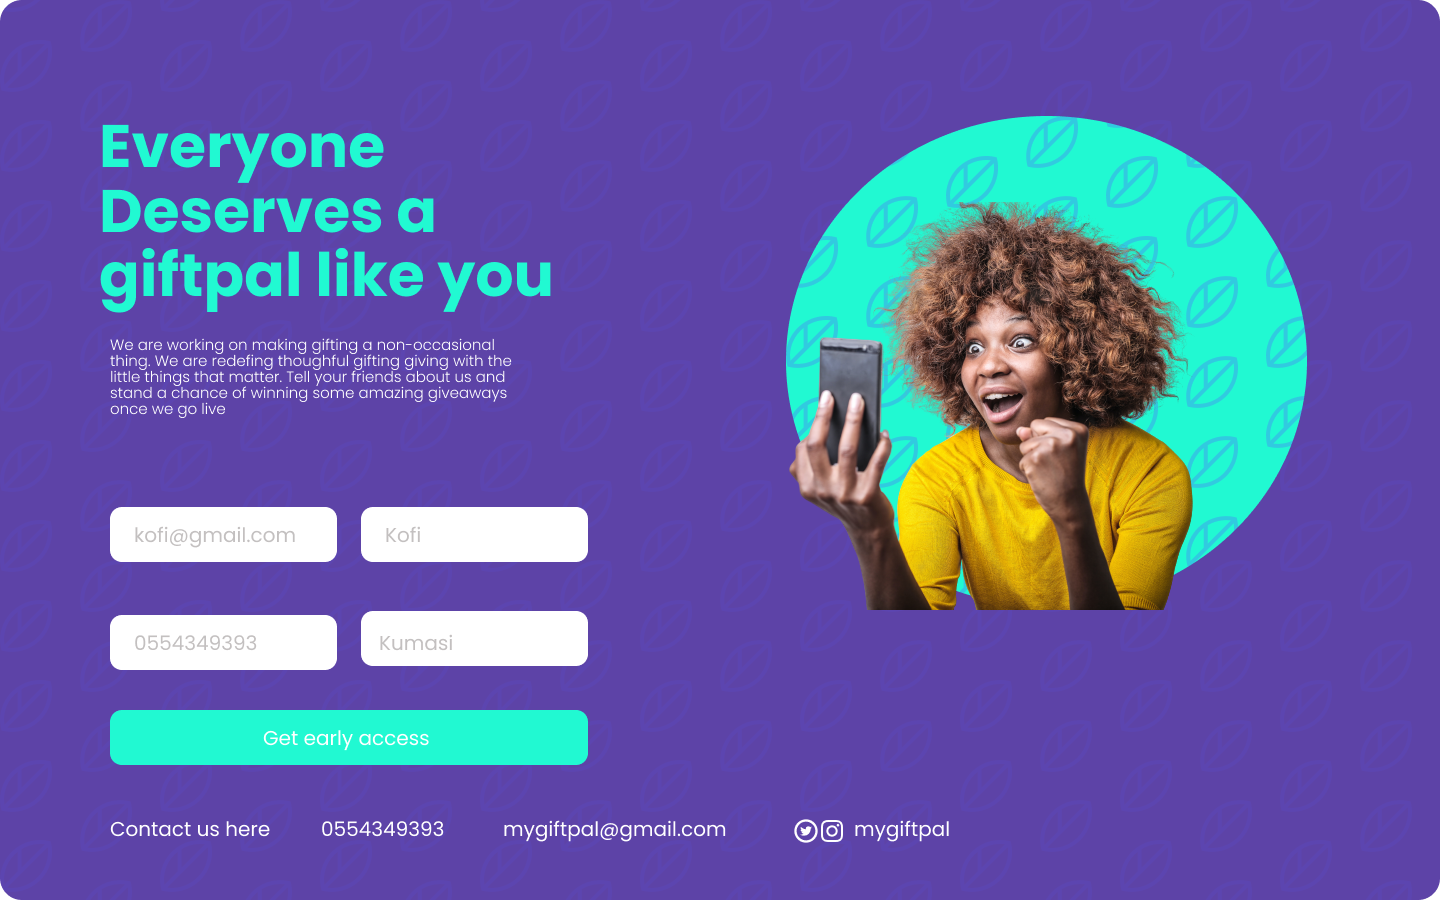 Everyone
Deserves a
giftpal like you
We are working on making gifting a non-occasional
thing. We are redefing thoughful gifting giving with the
little things that matter. Tell your friends about us and
stand a chance of winning some amazing giveaways
once we go live
kofi@gmail.com Kofi
0554349393 Kumasi
Get early access
Contact us here 0554349393 mygiftpal@gmail.com mygiftpal